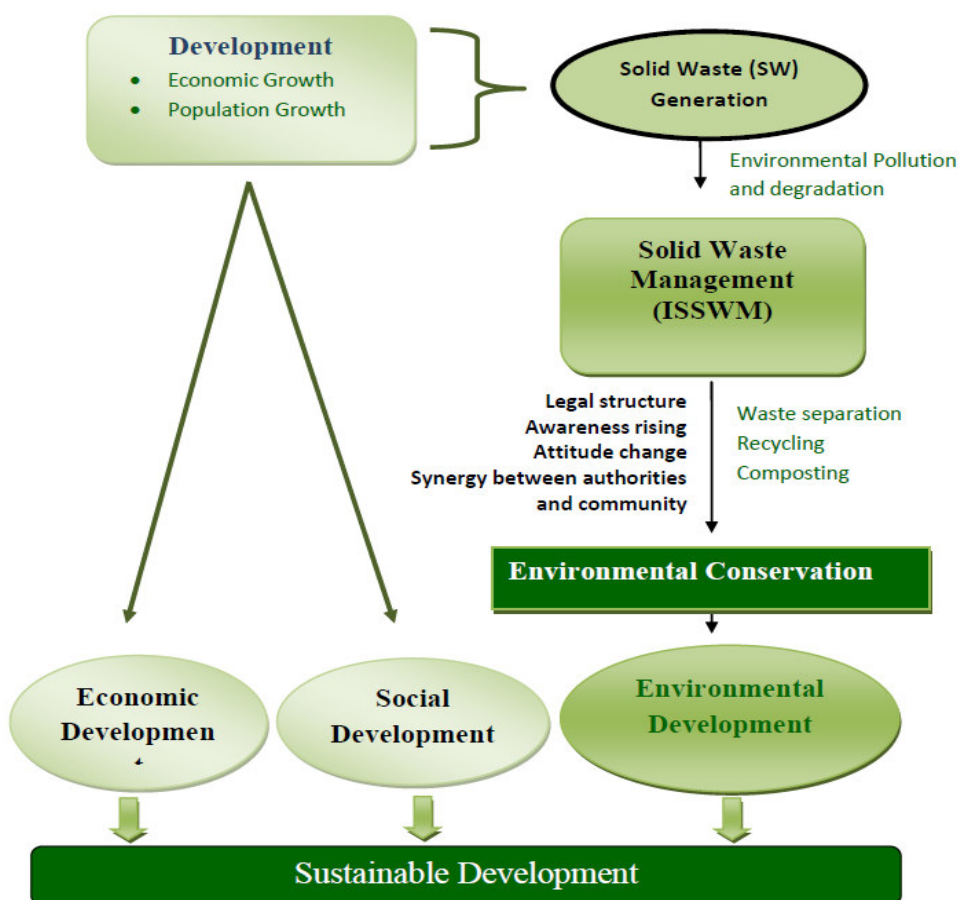 Development
• Economic Growth
• Population Growth
Solid Waste (SW)
Generation
Environmental Pollution
and degradation
Solid Waste
Management
(ISSWM)
Legal structure
Awareness rising
Attitude change
Synergy between authorities
and community
Waste separation
Recycling
Composting
Environmental Conservation
Economic
Developmen
t
Social
Development
Environmental
Development
Sustainable Development